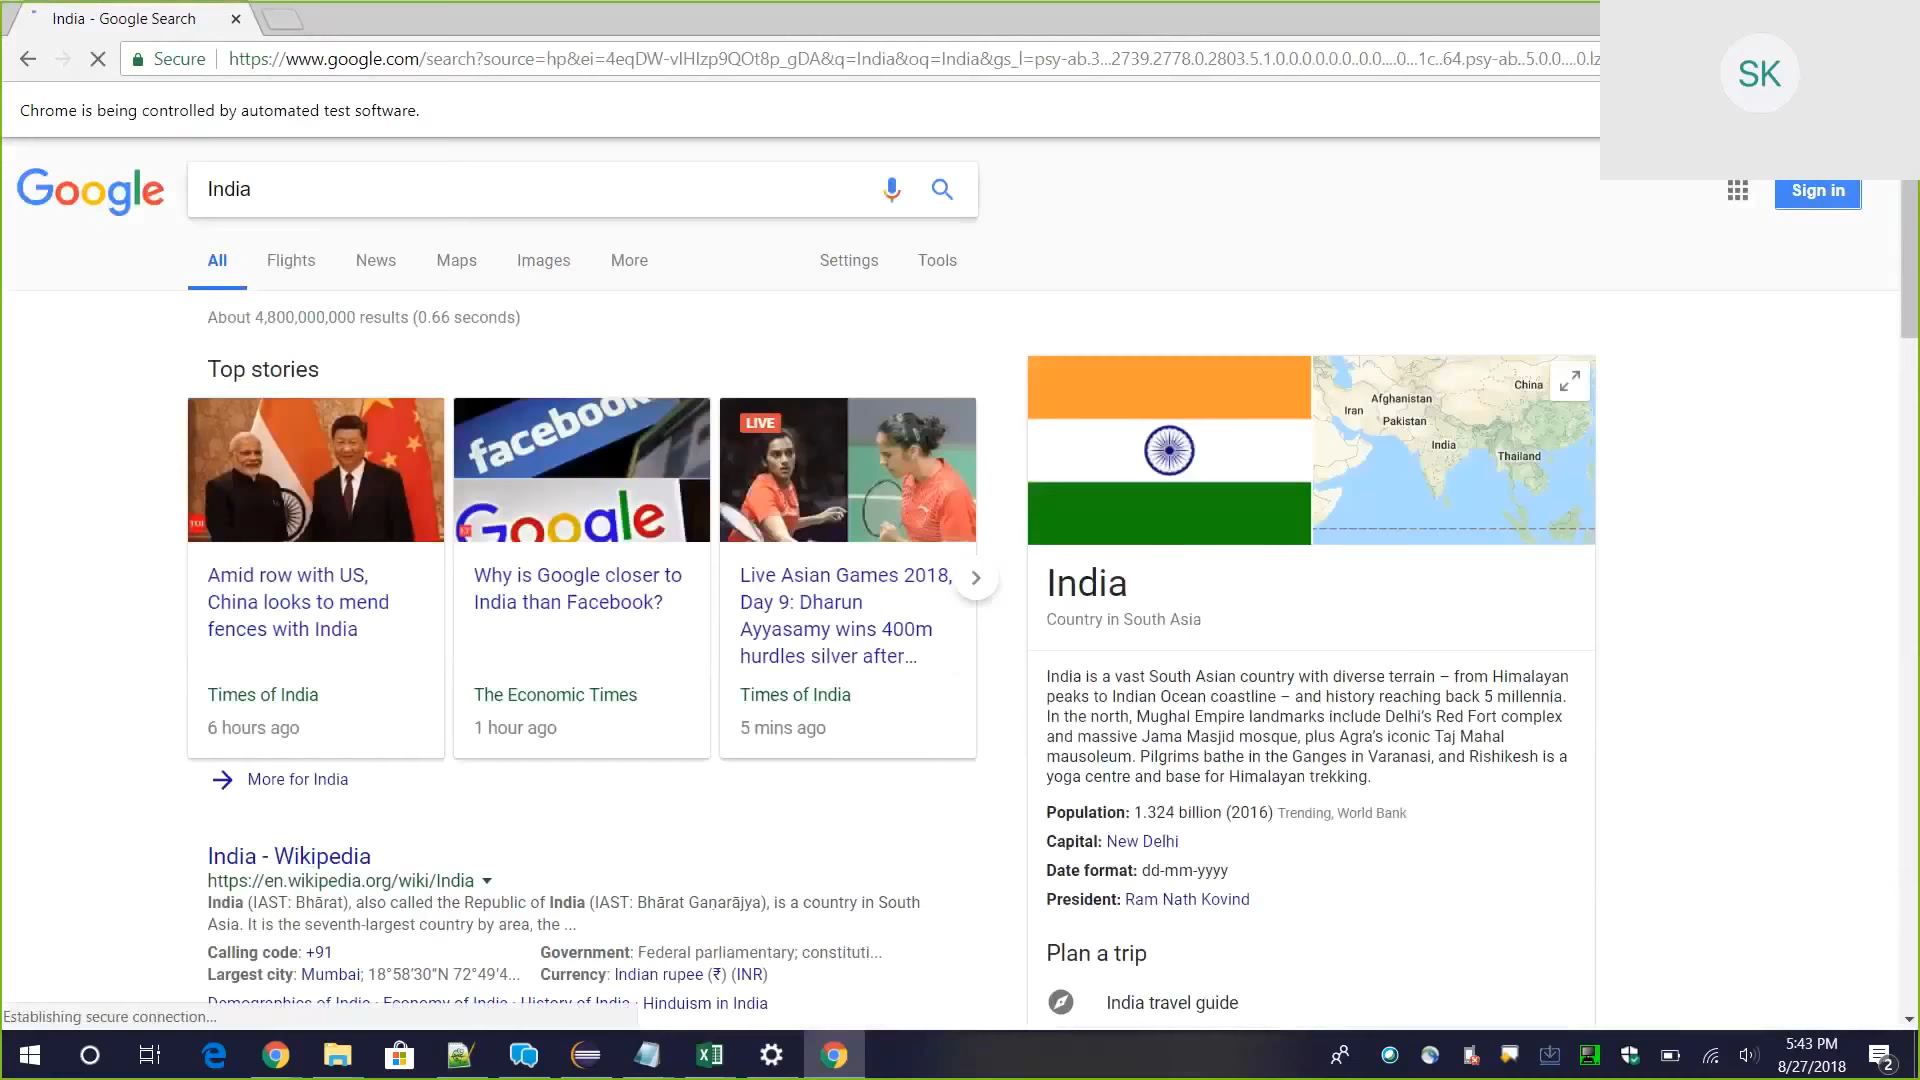 India - Google Search
SK
Secure
https://www.google.com/search?source=hp&ei=4eqDW-vIHIzp9QOt8p_gDA&q=India&oq=India&gs_l=psy-ab.3...2739.2778.0.2803.5.1.0.0.0.0.0.0..0.0....0...1c..64.psy-ab..5.0.0....0.lz
Chrome is being controlled by automated test software.
Google
India
Sign in
All Flights News Maps Images More Settings Tools
About 4,800,000,000 results (0.66 seconds)
Top stories
facebook
Google
LIVE
TOI
Amid row with US,
China looks to mend
fences with India
Times of India
6 hours ago
Why is Google closer to
India than Facebook?
The Economic Times
1 hour ago
Live Asian Games 2018,
Day 9: Dharun
Ayyasamy wins 400m
hurdles silver after...
Times of India
5 mins ago
More for India
India - Wikipedia
https://en.wikipedia.org/wiki/India
India (IAST: Bhārat), also called the Republic of India (IAST: Bhārat Gaṇarājya), is a country in South
Asia. It is the seventh-largest country by area, the ...
Calling code: +91 Government: Federal parliamentary; constituti...
Largest city: Mumbai; 18°58′30″N 72°49′4... Currency: Indian rupee (₹) (INR)
Demographics of India · Economy of India · History of India · Hinduism in India
China
Afghanistan
Iran
Pakistan
India
Thailand
India
Country in South Asia
India is a vast South Asian country with diverse terrain – from Himalayan
peaks to Indian Ocean coastline – and history reaching back 5 millennia.
In the north, Mughal Empire landmarks include Delhi's Red Fort complex
and massive Jama Masjid mosque, plus Agra's iconic Taj Mahal
mausoleum. Pilgrims bathe in the Ganges in Varanasi, and Rishikesh is a
yoga centre and base for Himalayan trekking.
Population: 1.324 billion (2016) Trending, World Bank
Capital: New Delhi
Date format: dd-mm-yyyy
President: Ram Nath Kovind
Plan a trip
India travel guide
Establishing secure connection...
5:43 PM
8/27/2018
2